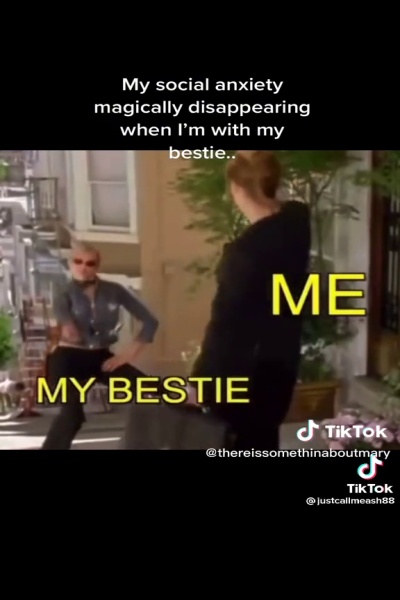 My social anxiety
magically disappearing
when I'm with my
bestie..
ME
MY BESTIE
TikTok
@thereissomethinaboutmary
TikTok
@justcallmeash88